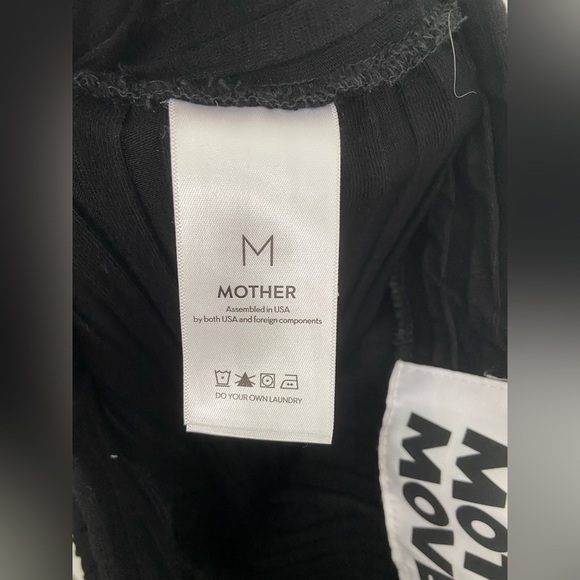 M
MOTHER
Assembled in USA
by both USA and foreign components
DO YOUR OWN LAUNDRY